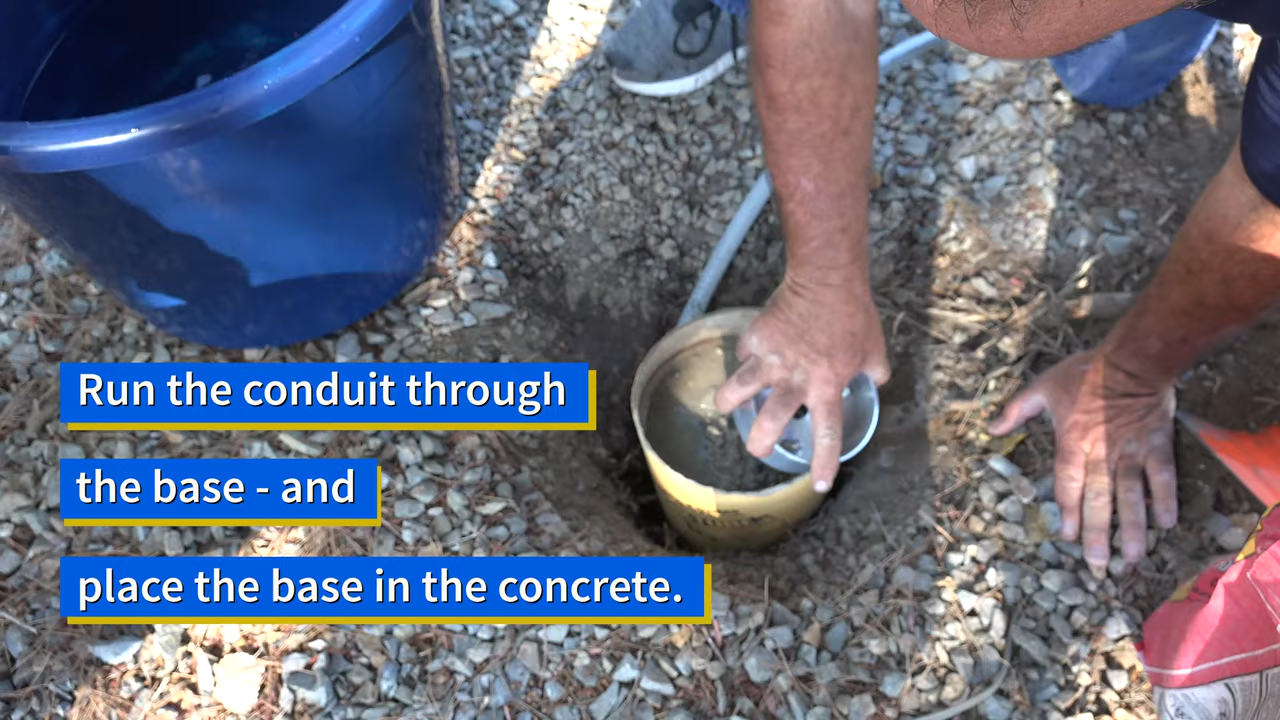 Run the conduit through
the base - and
place the base in the concrete.